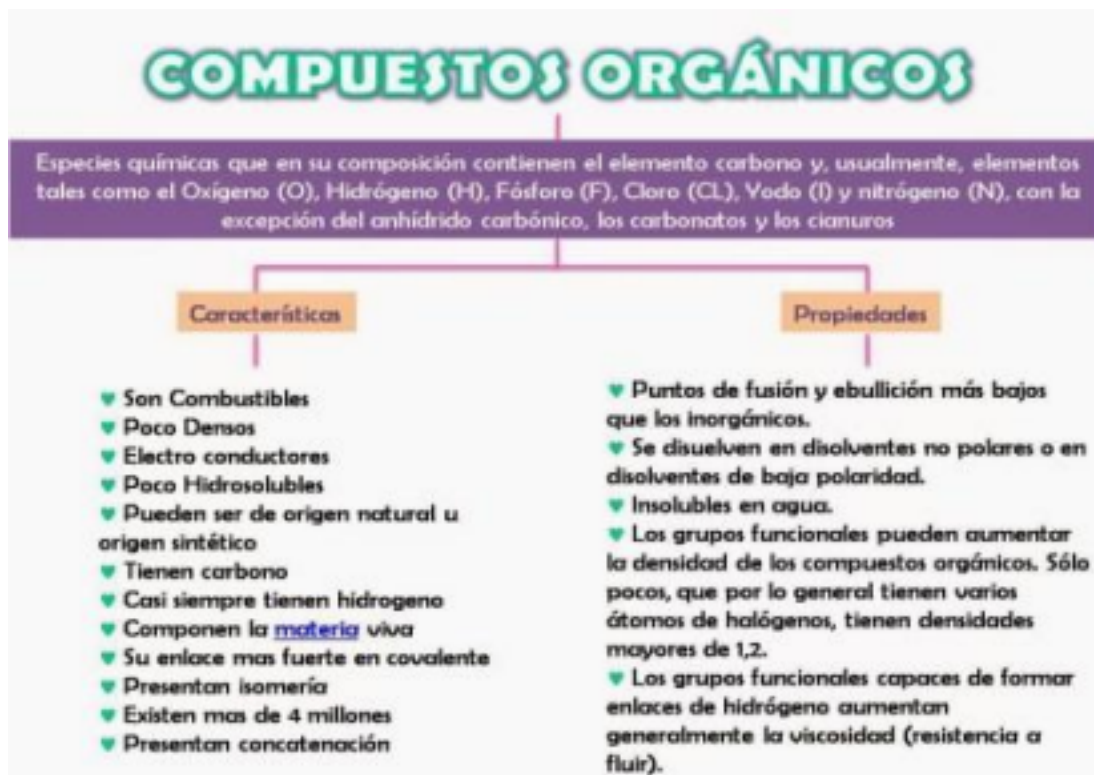 COMPUESTOS ORGÁNICOS
Especies químicas que en su composición contienen el elemento carbono y, usualmente, elementos
tales como el Oxígeno (O), Hidrógeno (H), Fósforo (F), Cloro (CL), Yodo (I) y nitrógeno (N), con la
excepción del anhídrido carbónico, los carbonatos y los cianuros
Características
♥ Son Combustibles
♥ Poco Densos
♥ Electro conductores
♥ Poco Hidrosolubles
♥ Pueden ser de origen natural u
origen sintético
♥ Tienen carbono
♥ Casi siempre tienen hidrogeno
♥ Componen la materia viva
♥ Su enlace mas fuerte en covalente
♥ Presentan isomería
♥ Existen mas de 4 millones
♥ Presentan concatenación
Propiedades
♥ Puntos de fusión y ebullición más bajos
que los inorgánicos.
♥ Se disuelven en disolventes no polares o en
disolventes de baja polaridad.
♥ Insolubles en agua.
♥ Los grupos funcionales pueden aumentar
la densidad de los compuestos orgánicos. Sólo
pocos, que por lo general tienen varios
átomos de halógenos, tienen densidades
mayores de 1,2.
♥ Los grupos funcionales capaces de formar
enlaces de hidrógeno aumentan
generalmente la viscosidad (resistencia a
fluir).